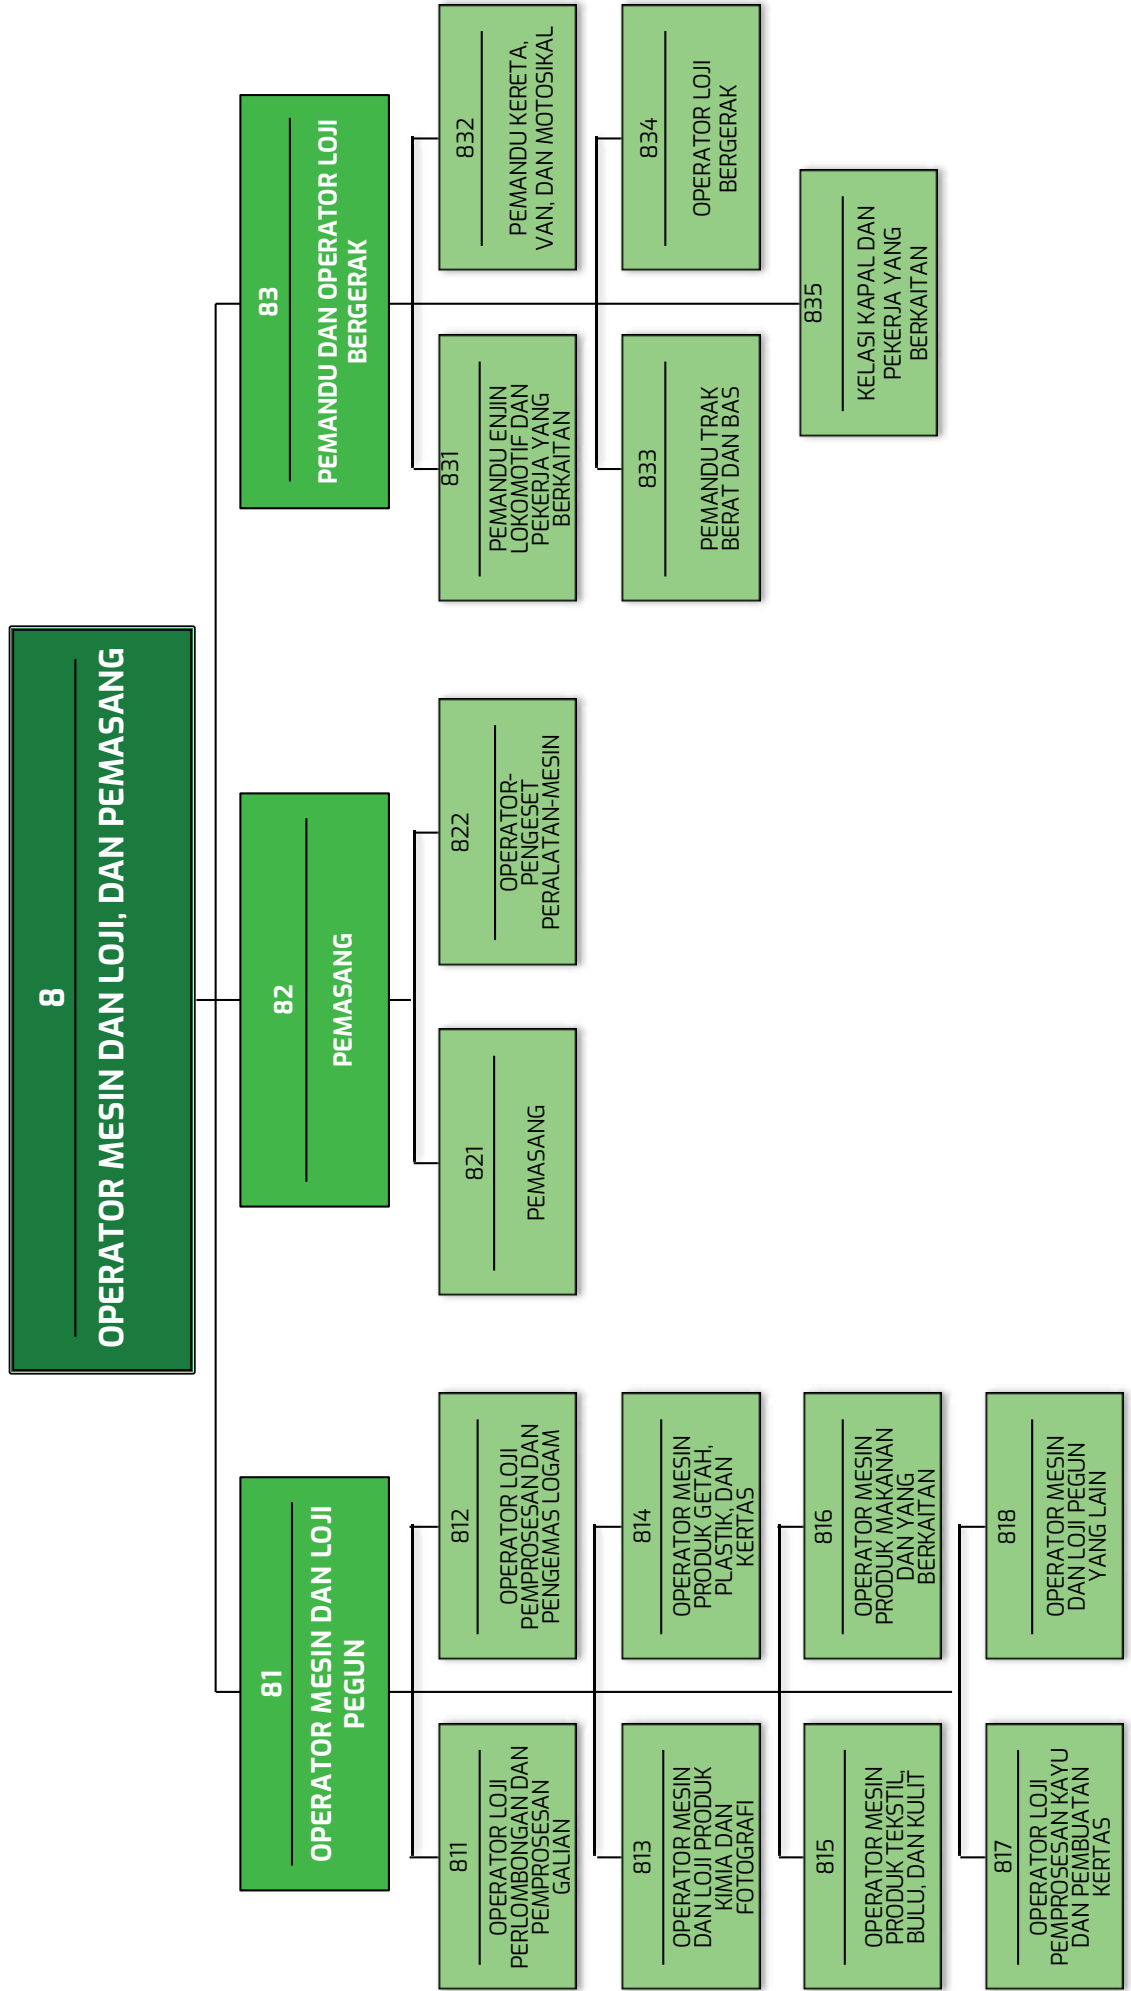 8
OPERATOR MESIN DAN LOJI, DAN PEMASANG
81
OPERATOR MESIN DAN LOJI
PEGUN
811
OPERATOR LOJI
PERLOMBONGAN DAN
PEMPROSESAN
GALIAN
812
OPERATOR LOJI
PEMPROSESAN DAN
PENGEMAS LOGAM
813
OPERATOR MESIN
DAN LOJI PRODUK
KIMIA DAN
FOTOGRAFI
814
OPERATOR MESIN
PRODUK GETAH,
PLASTIK, DAN
KERTAS
815
OPERATOR MESIN
PRODUK TEKSTIL,
BULU, DAN KULIT
816
OPERATOR MESIN
PRODUK MAKANAN
DAN YANG
BERKAITAN
817
OPERATOR LOJI
PEMPROSESAN KAYU
DAN PEMBUATAN
KERTAS
818
OPERATOR MESIN
DAN LOJI PEGUN
YANG LAIN
82
PEMASANG
821
PEMASANG
822
OPERATOR-
PENGESET
PERALATAN-MESIN
83
PEMANDU DAN OPERATOR LOJI
BERGERAK
831
PEMANDU ENJIN
LOKOMOTIF DAN
PEKERJA YANG
BERKAITAN
832
PEMANDU KERETA,
VAN, DAN MOTOSIKAL
833
PEMANDU TRAK
BERAT DAN BAS
834
OPERATOR LOJI
BERGERAK
835
KELASI KAPAL DAN
PEKERJA YANG
BERKAITAN